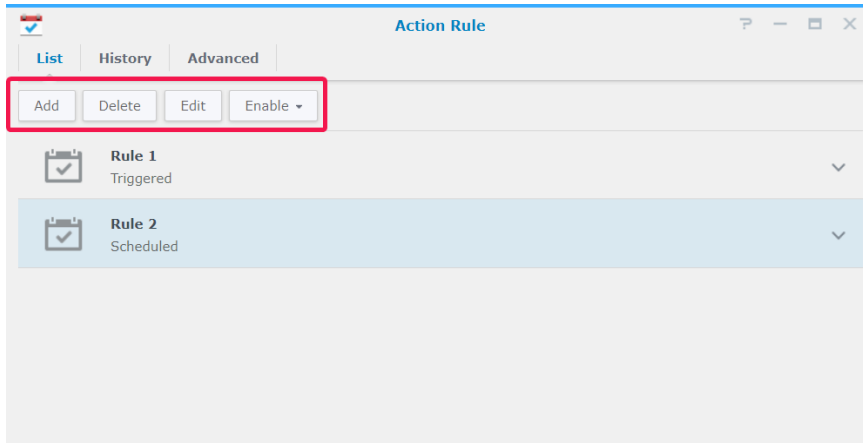 Action Rule
List History Advanced
Add Delete Edit Enable
Rule 1
Triggered
Rule 2
Scheduled